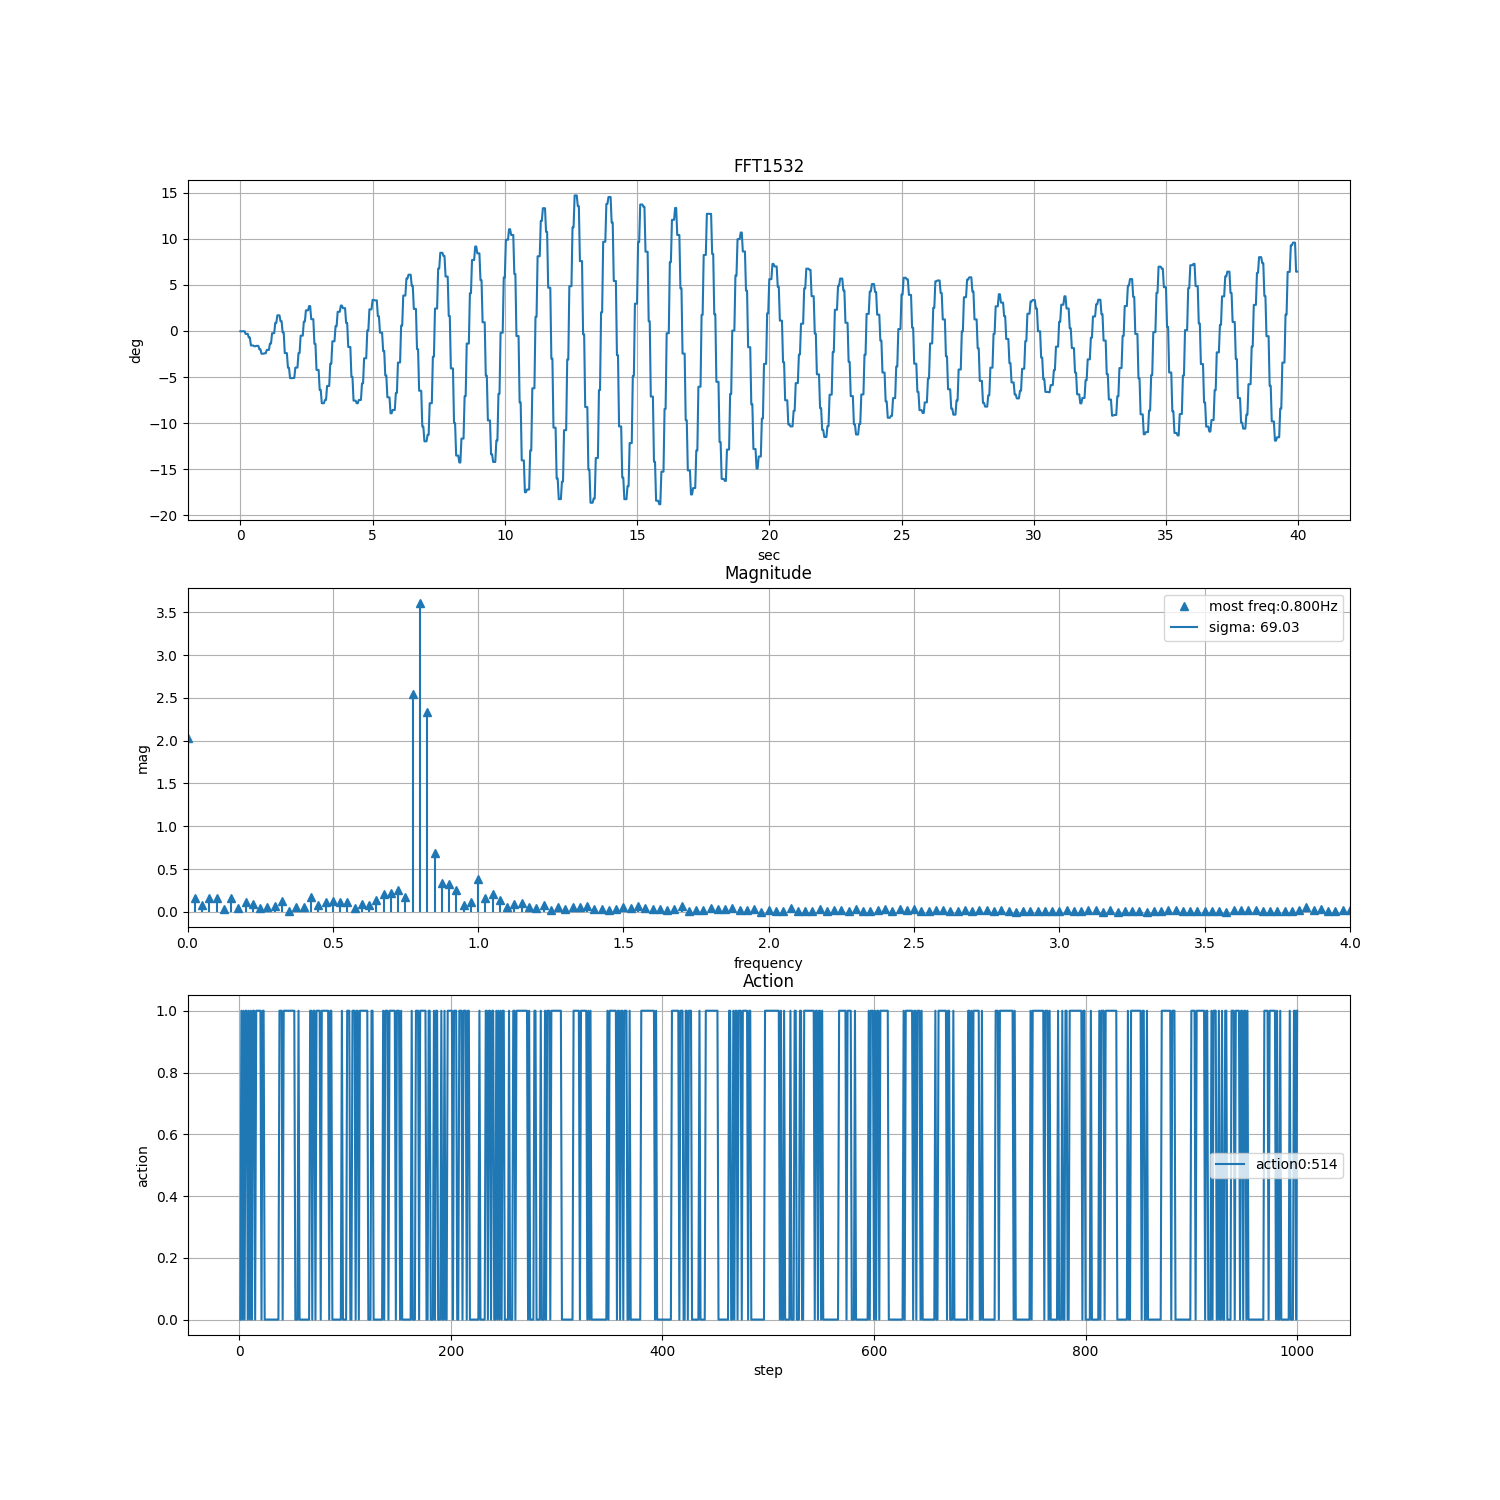 FFT1532
15
10
5
0
−5
−10
−15
−20
deg
0 5 10 15 20 25 30 35 40
sec
Magnitude
3.5
3.0
2.5
2.0
1.5
1.0
0.5
0.0
mag
most freq:0.800Hz
sigma: 69.03
0.0 0.5 1.0 1.5 2.0 2.5 3.0 3.5 4.0
frequency
Action
1.0
0.8
0.6
0.4
0.2
0.0
action
action0:514
0 200 400 600 800 1000
step